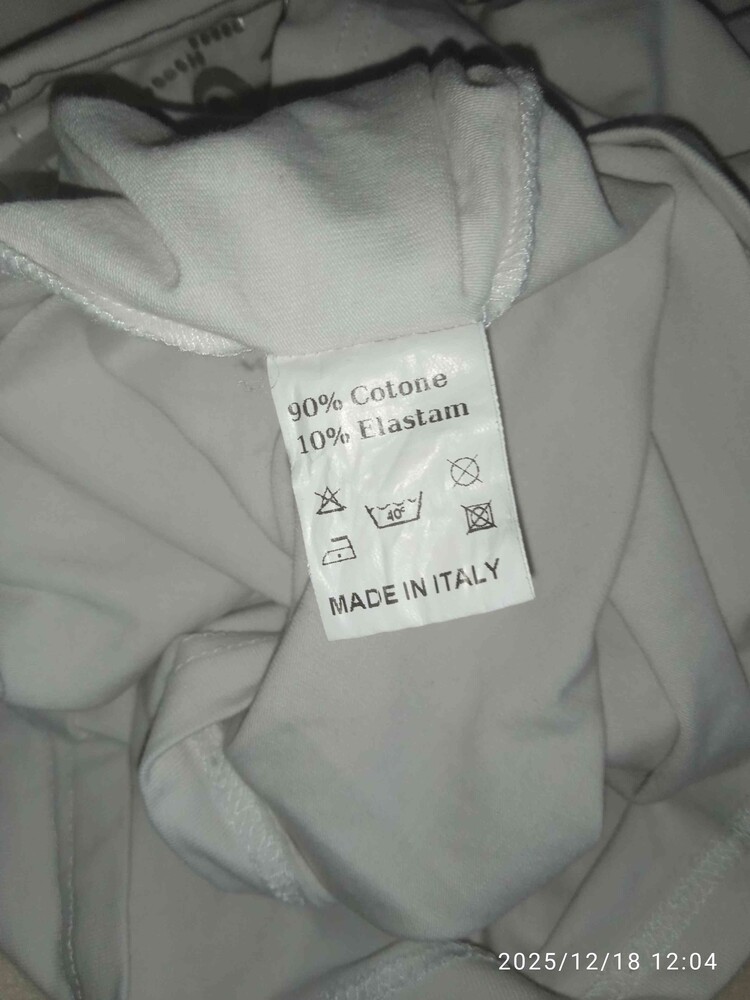 90% Cotone
10% Elastam
40°
MADE IN ITALY
2025/12/18 12:04